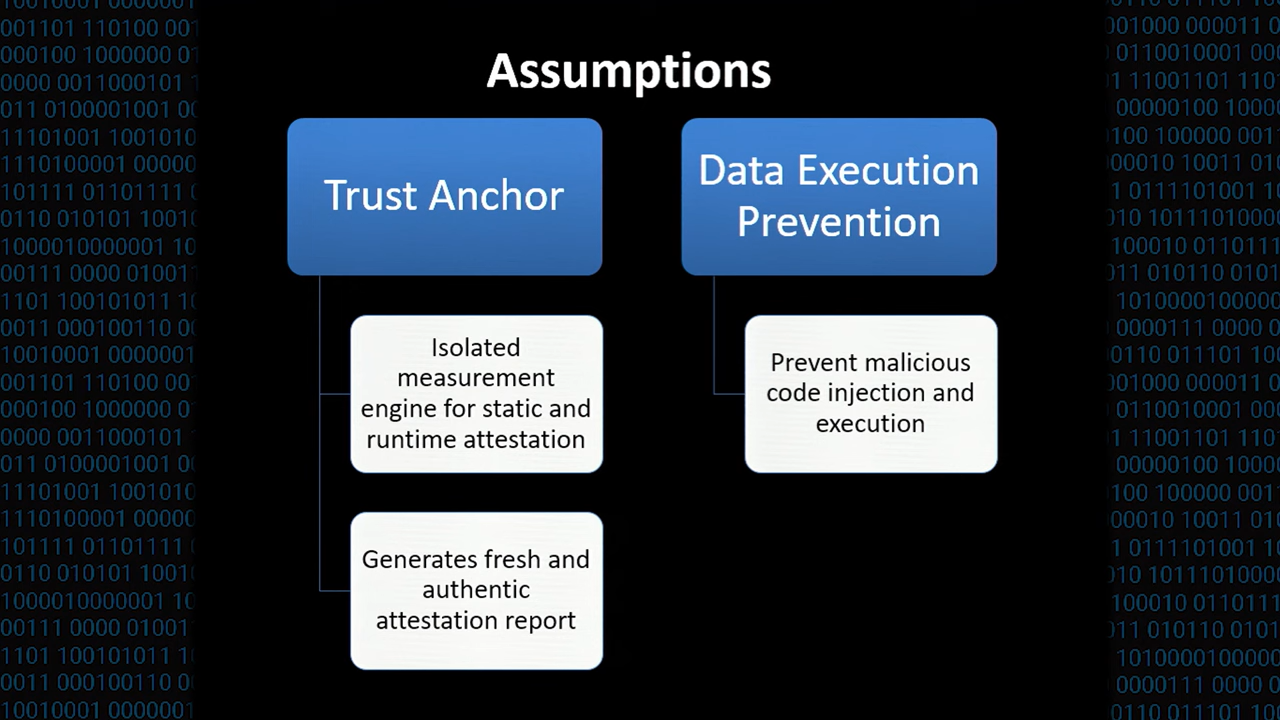 Assumptions
Trust Anchor
Isolated
measurement
engine for static and
runtime attestation
Generates fresh and
authentic
attestation report
Data Execution
Prevention
Prevent malicious
code injection and
execution